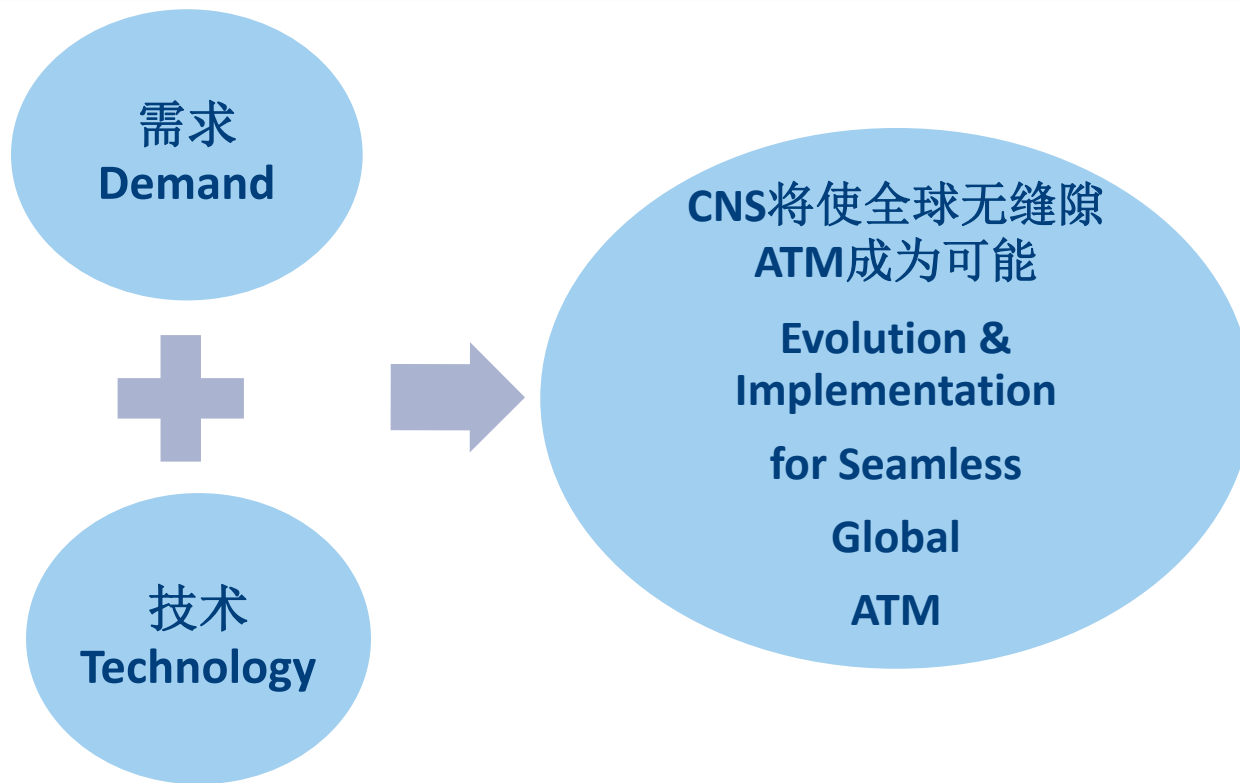 需求
Demand
技术
Technology
CNS将使全球无缝隙
ATM成为可能
Evolution &
Implementation
for Seamless
Global
ATM